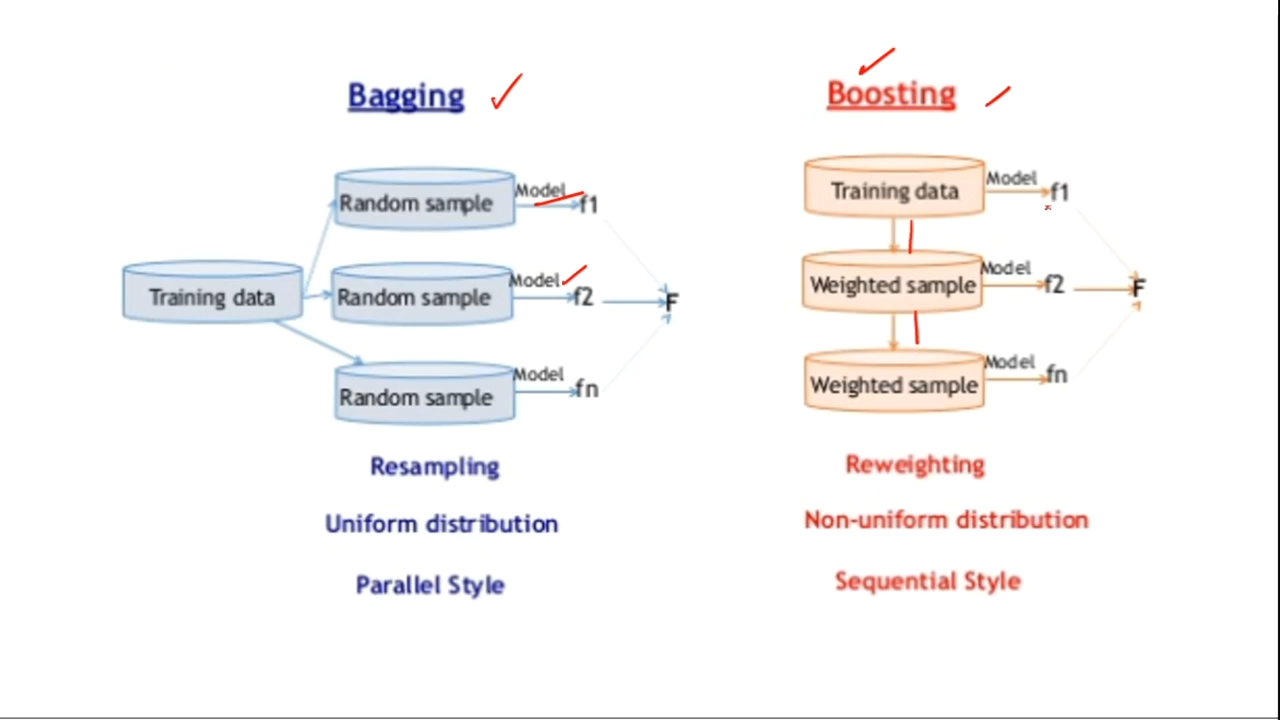 Bagging
Random sample
Model
f1
Training data
Random sample
Model
f2
F
Random sample
Model
fn
Resampling
Uniform distribution
Parallel Style
Boosting
Training data
Model
f1
Weighted sample
Model
f2
F
Weighted sample
Model
fn
Reweighting
Non-uniform distribution
Sequential Style